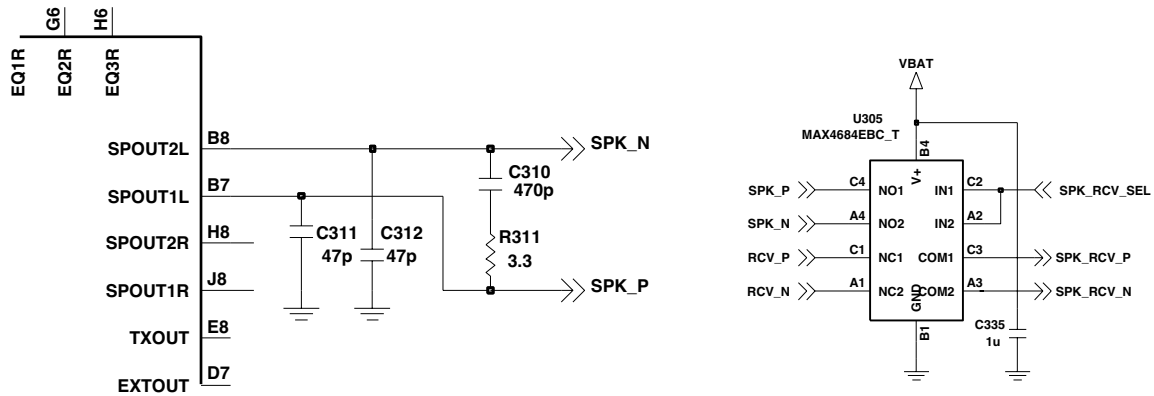 G6
H6
EQ1R
EQ2R
EQ3R
SPOUT2L B8 SPK_N
C310
470p
SPOUT1L B7
C311
47p
C312
47p
R311
3.3
SPOUT2R H8
SPOUT1R J8 SPK_P
TXOUT E8
EXTOUT D7
VBAT
U305
MAX4684EBC_T
B4
V+
SPK_P C4 NO1 IN1 C2 SPK_RCV_SEL
SPK_N A4 NO2 IN2 A2
RCV_P C1 NC1 COM1 C3 SPK_RCV_P
RCV_N A1 NC2 COM2 A3 SPK_RCV_N
GND
B1
C335
1u